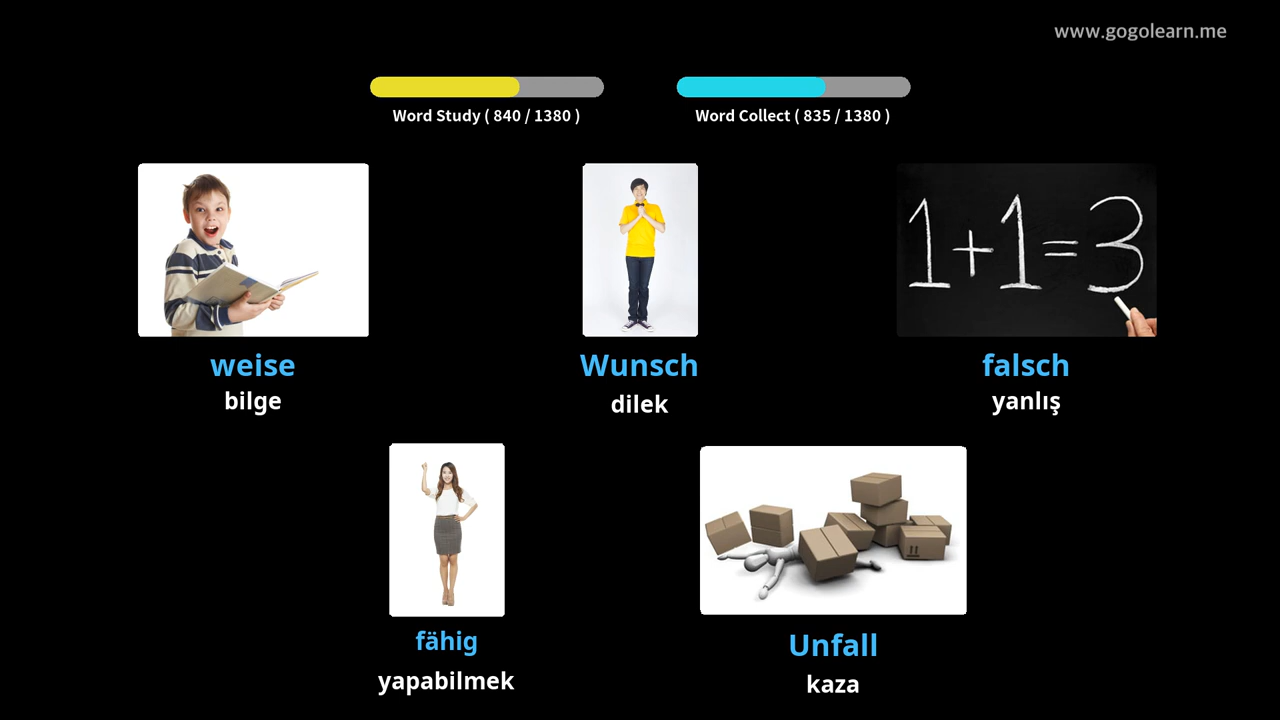 www.gogolearn.me
Word Study ( 840 / 1380 )
Word Collect ( 835 / 1380 )
1+1=3
weise
bilge
Wunsch
dilek
falsch
yanlış
fähig
yapabilmek
Unfall
kaza